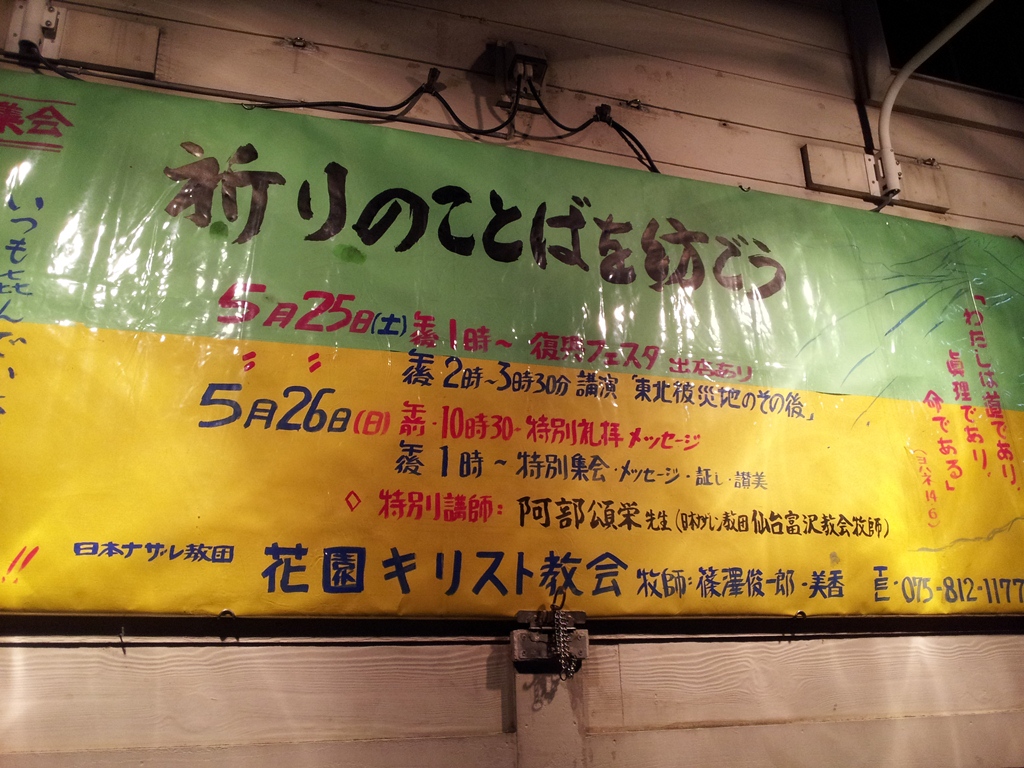 集会
祈りのことばを紡ごう
5月25日(土)午後1時～復興フェスタ 出店あり
〃 〃 午後2時～3時30分 講演「東北被災地のその後」
5月26日(日)午前・10時30-特別礼拝メッセージ
午後1時～特別集会・メッセージ・証し・讃美
◇特別講師：阿部頌栄先生(日本ナザレン教団仙台富沢教会牧師)
日本ナザレン教団 花園キリスト教会 牧師：篠澤俊一郎・美香 TEL・075-812-1177
「わたしは道であり、
真理であり、
命である」
(ヨハネ14:6)
いつも喜んでいな
!!